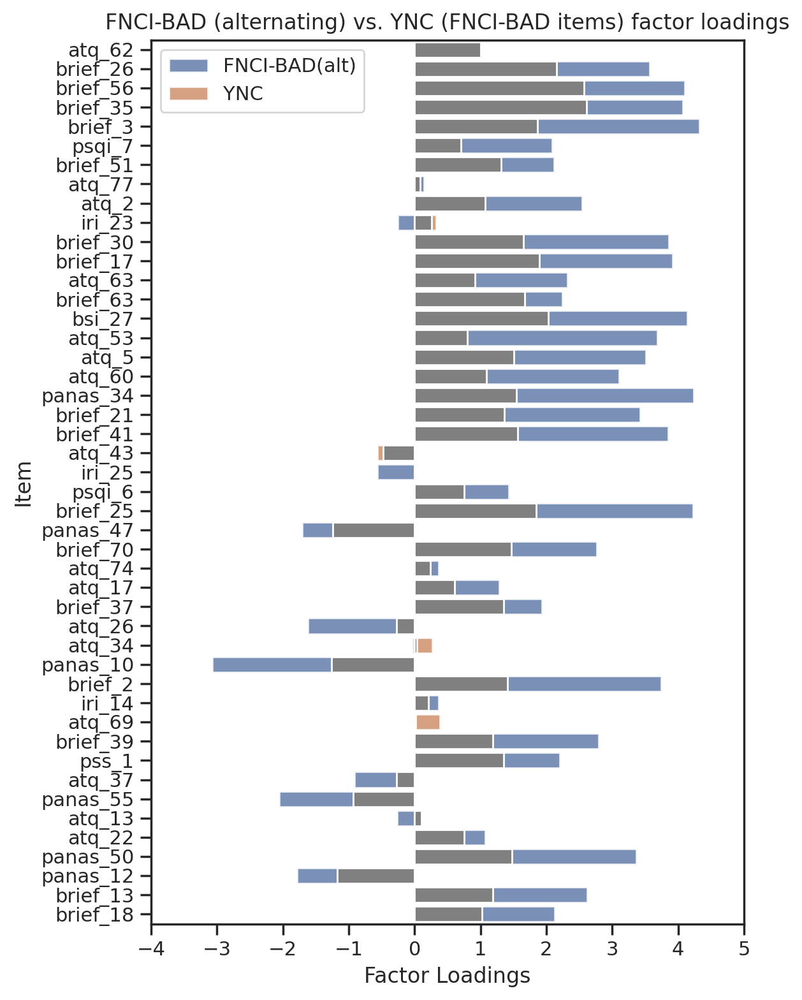 FNCI-BAD (alternating) vs. YNC (FNCI-BAD items) factor loadings
FNCI-BAD(alt)
YNC
atq_62
brief_26
brief_56
brief_35
brief_3
psqi_7
brief_51
atq_77
atq_2
iri_23
brief_30
brief_17
atq_63
brief_63
bsi_27
atq_53
atq_5
atq_60
panas_34
brief_21
brief_41
atq_43
iri_25
psqi_6
brief_25
panas_47
brief_70
atq_74
atq_17
brief_37
atq_26
atq_34
panas_10
brief_2
iri_14
atq_69
brief_39
pss_1
atq_37
panas_55
atq_13
atq_22
panas_50
panas_12
brief_13
brief_18
Item
−4 −3 −2 −1 0 1 2 3 4 5
Factor Loadings